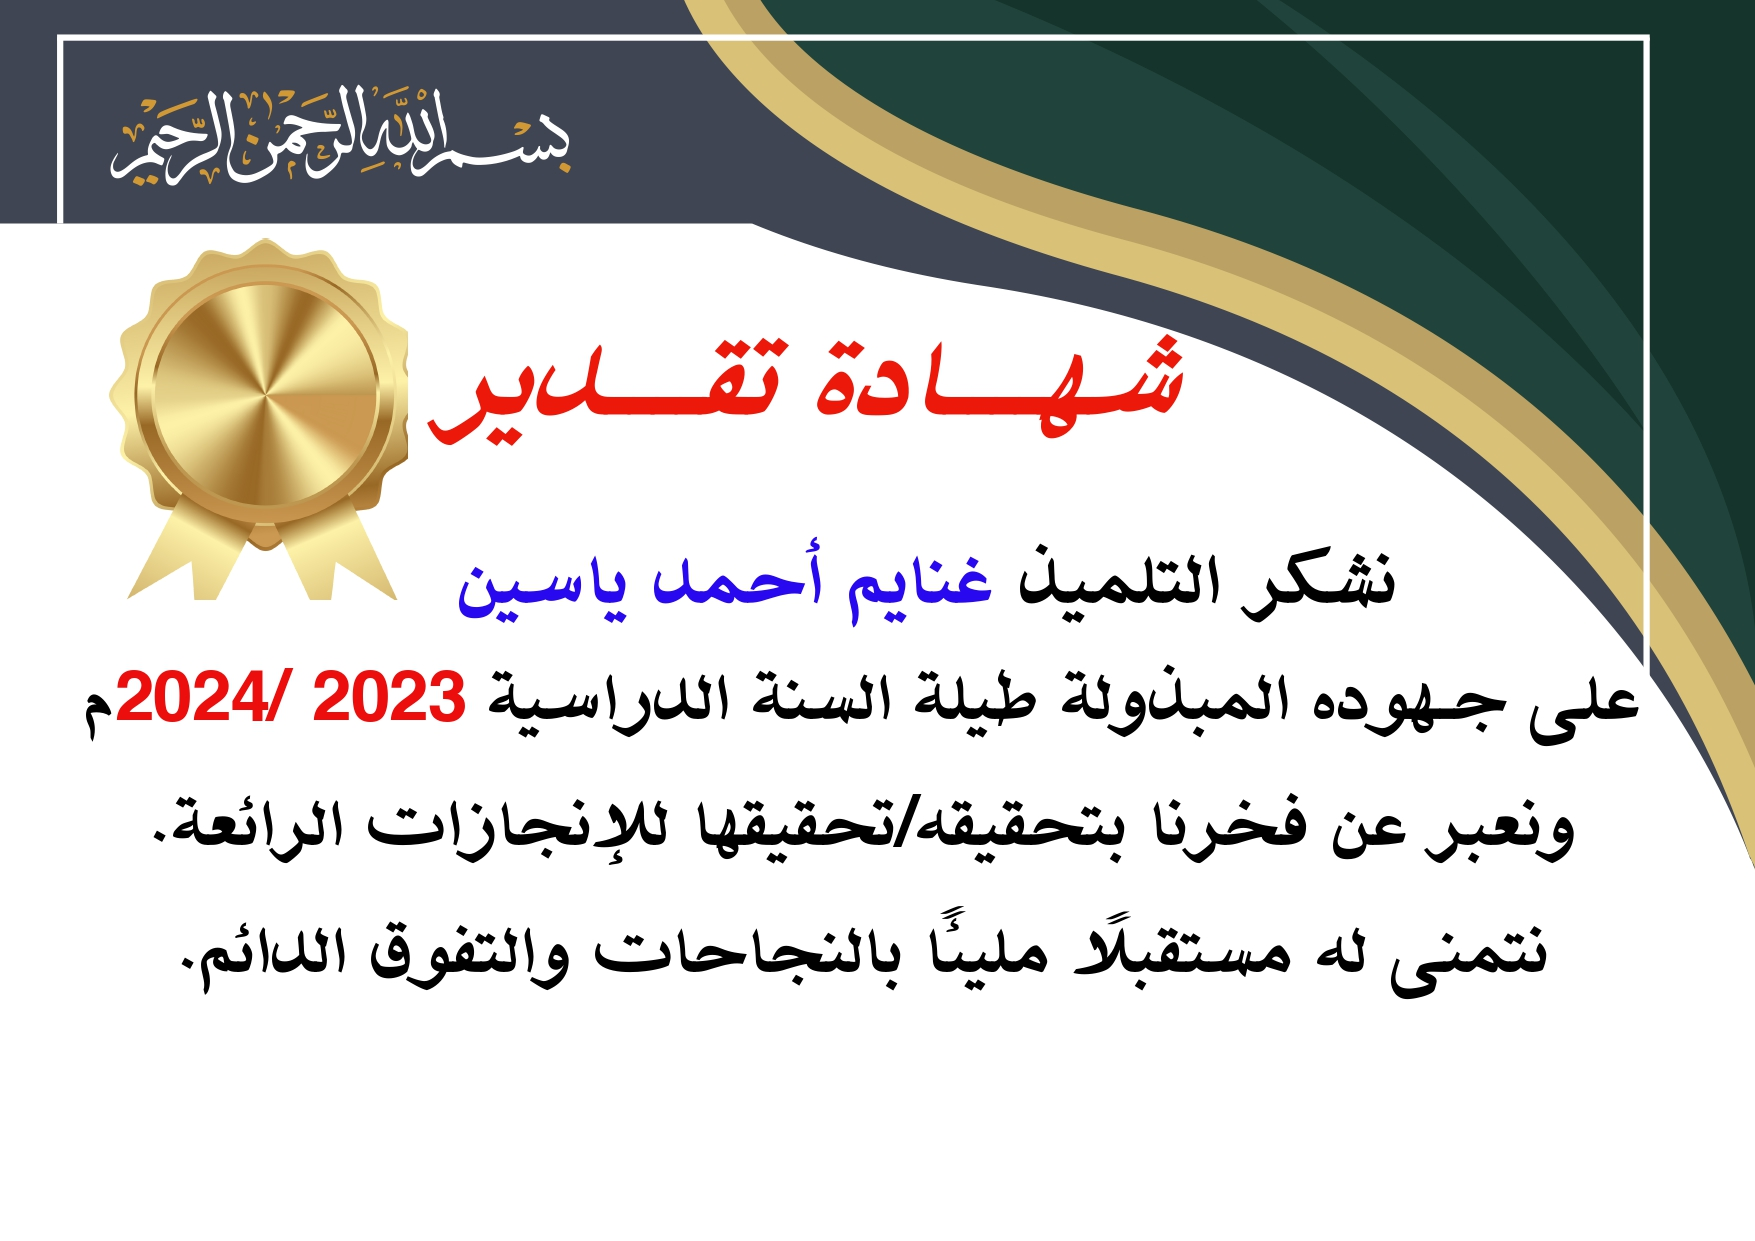 بسم الله الرحمن الرحيم
شهـــادة تقـــدير
نشكر التلميذ غنايم أحمد ياسين
على جهوده المبذولة طيلة السنة الدراسية 2023 /2024م
ونعبر عن فخرنا بتحقيقه/تحقيقها للإنجازات الرائعة.
نتمنى له مستقبلًا مليئًا بالنجاحات والتفوق الدائم.